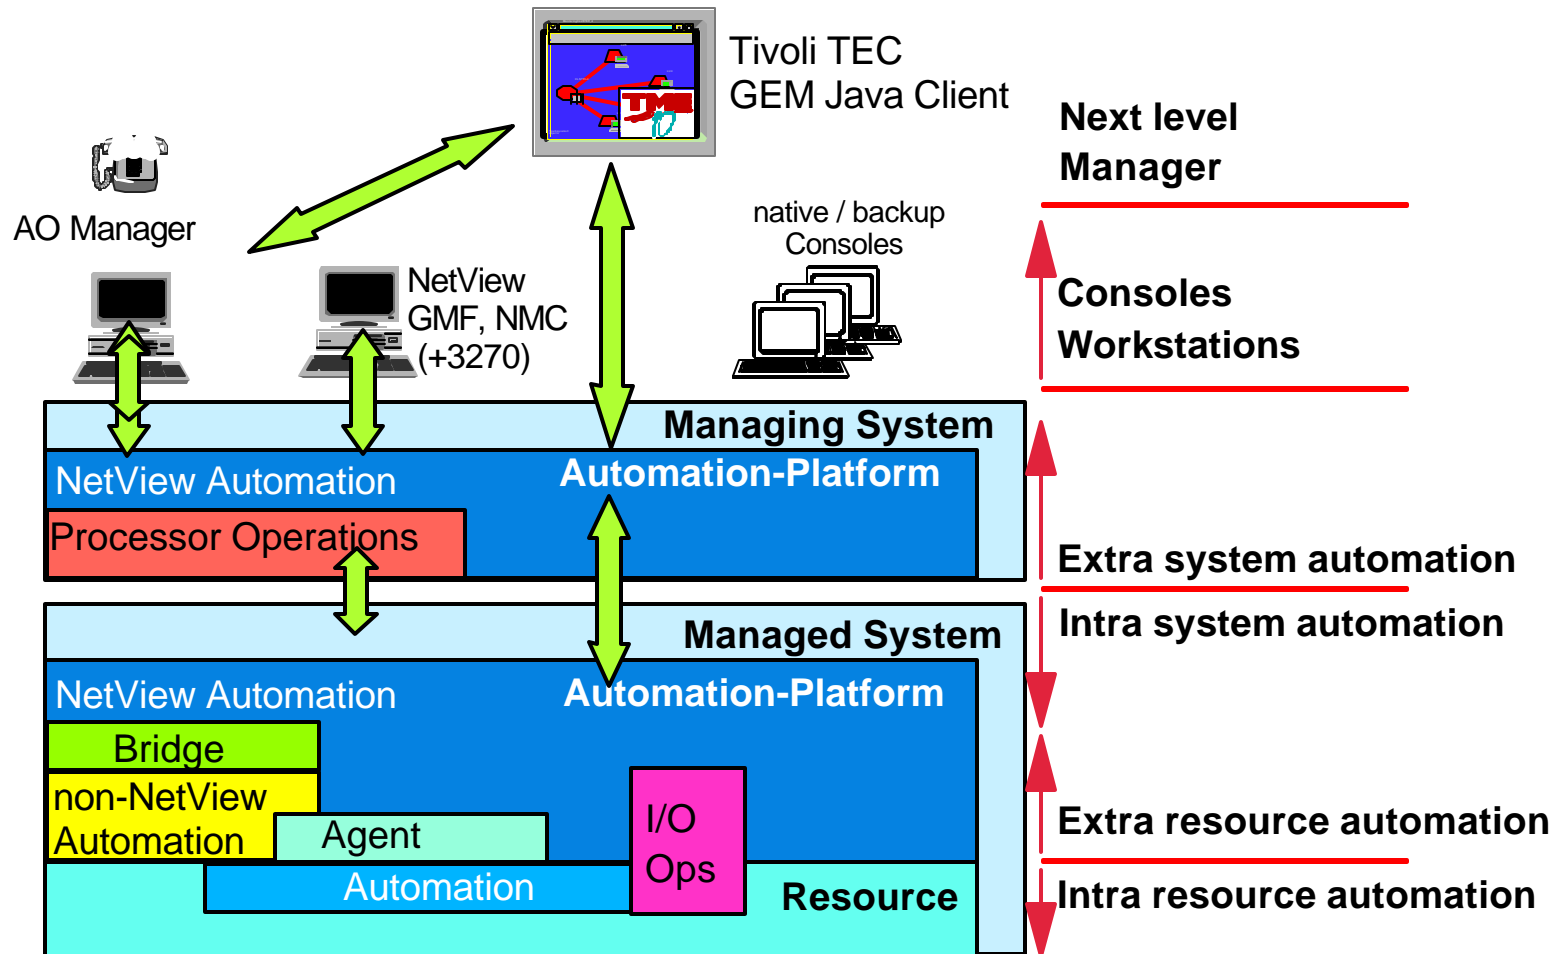 Tivoli TEC
GEM Java Client
TME
10
Next level
Manager
AO Manager
native / backup
Consoles
NetView
GMF, NMC
(+3270)
Consoles
Workstations
Managing System
NetView Automation
Automation-Platform
Processor Operations
Extra system automation
Intra system automation
Managed System
NetView Automation
Automation-Platform
Bridge
non-NetView
Automation
Agent
I/O
Ops
Extra resource automation
Automation
Resource
Intra resource automation